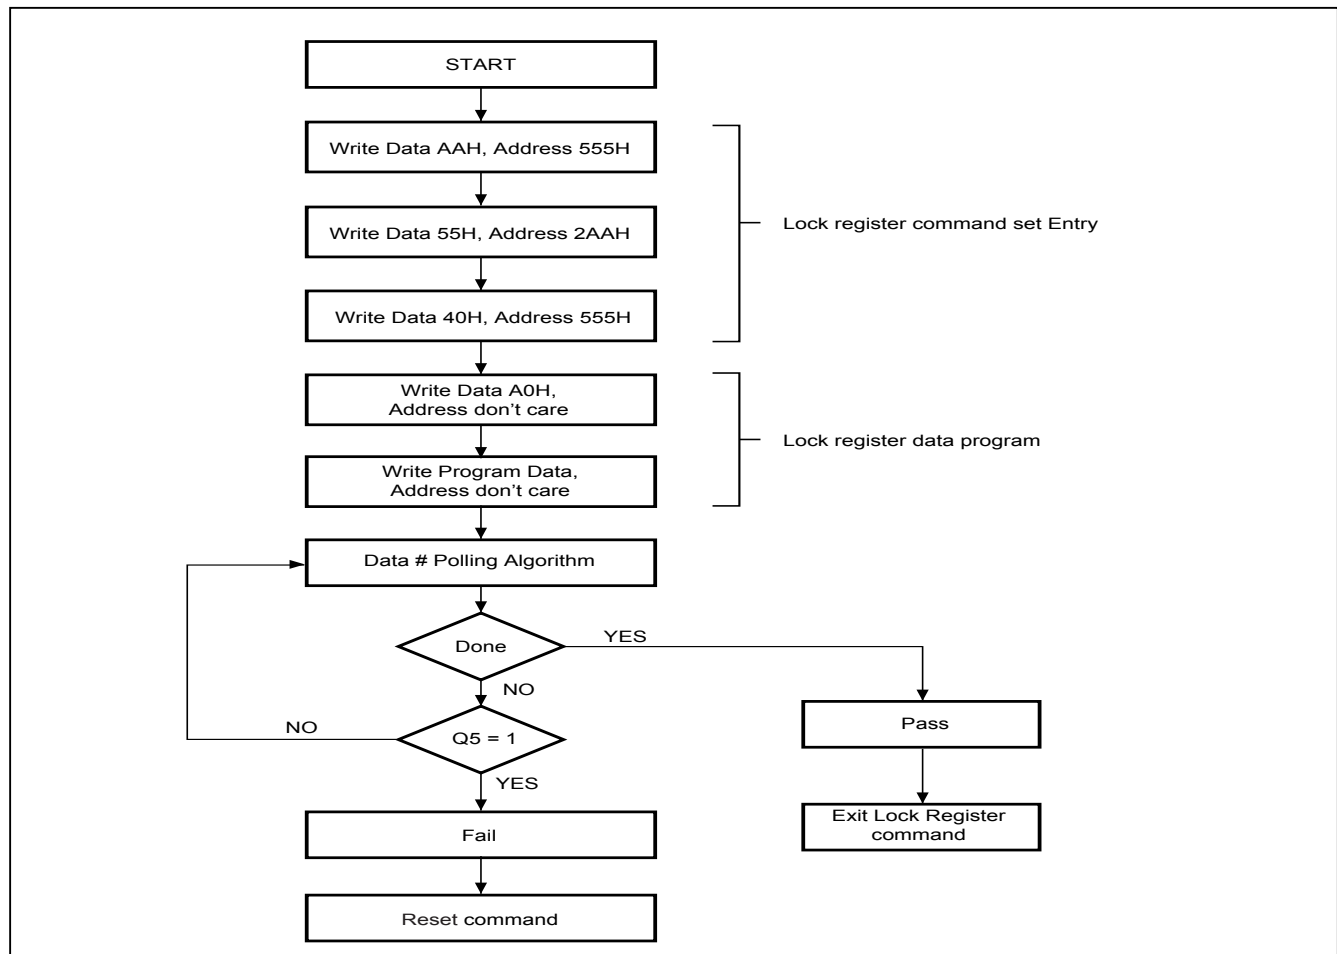 START
Write Data AAH, Address 555H
Write Data 55H, Address 2AAH
Lock register command set Entry
Write Data 40H, Address 555H
Write Data A0H,
Address don't care
Lock register data program
Write Program Data,
Address don't care
Data # Polling Algorithm
Done
YES
NO
Q5 = 1
NO
YES
Pass
Fail
Exit Lock Register
command
Reset command